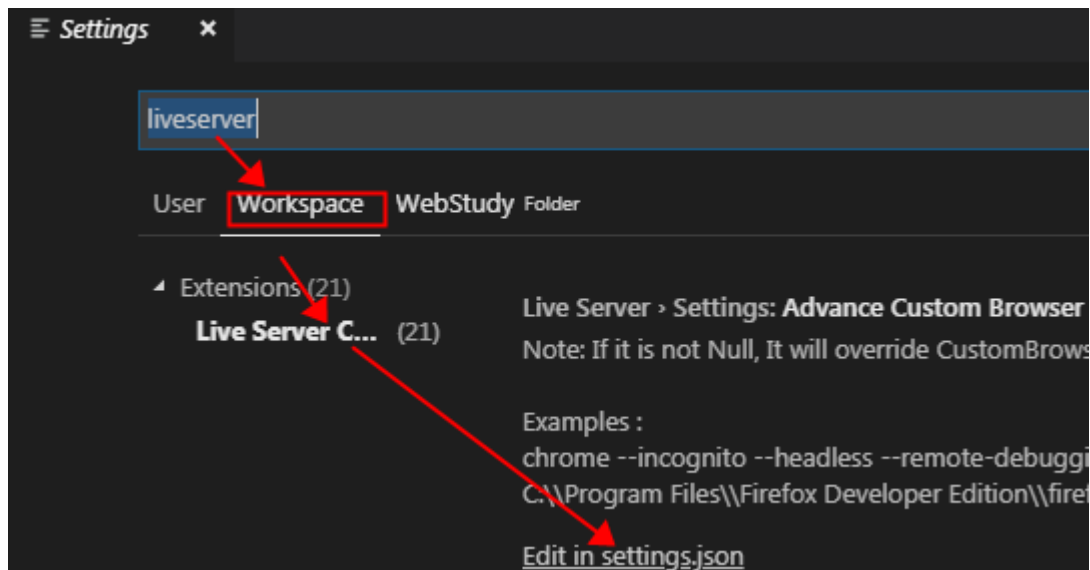 Settings
liveserver
User Workspace WebStudy Folder
Extensions (21)
Live Server C... (21)
Live Server › Settings: Advance Custom Browser
Note: If it is not Null, It will override CustomBrows
Examples :
chrome --incognito --headless --remote-debuggi
C:\\Program Files\\Firefox Developer Edition\\firef
Edit in settings.json